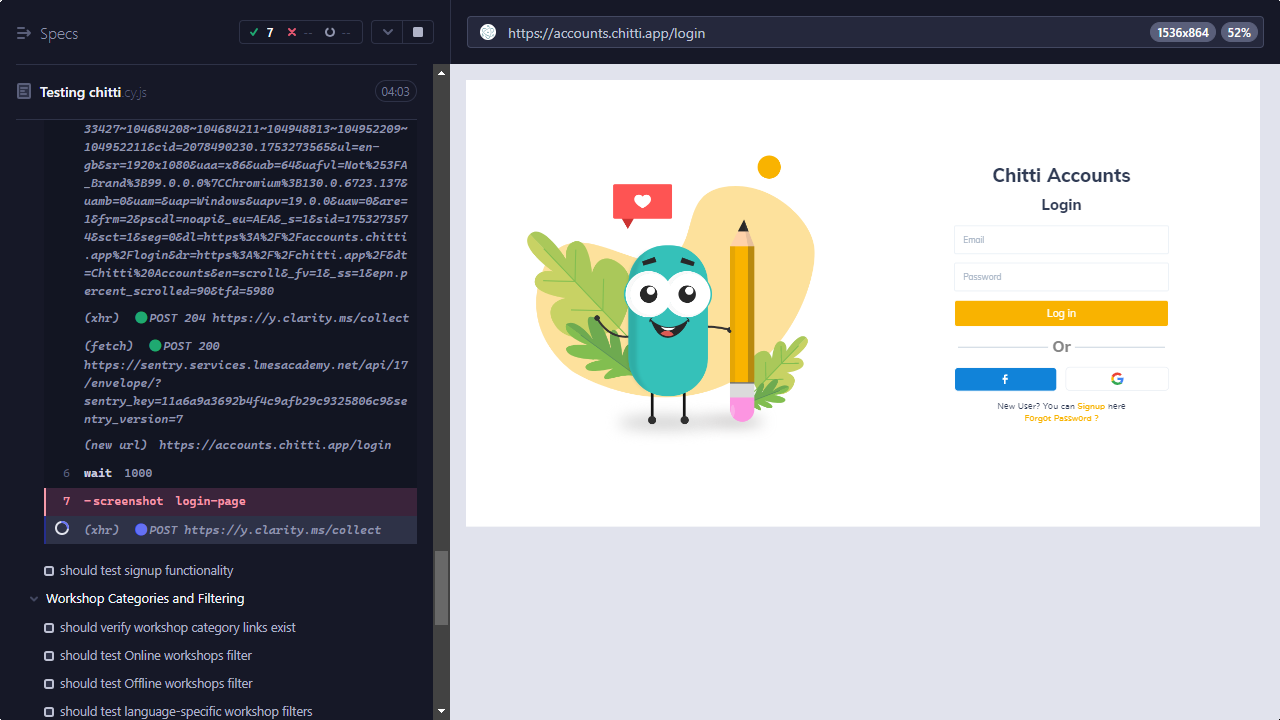 Specs
7
--
--
Testing chitti.cy.js
04:03
33427~104684208~104684211~104948813~104952209~
104952211&cid=2078490230.1753273565&ul=en-
gb&sr=1920x1080&uaa=x86&uab=64&uafvl=Not%253FA
_Brand%3B99.0.0.0%7CChromium%3B130.0.6723.137&
uamb=0&uam=&uap=Windows&uapv=19.0.0&uaw=0&are=
1&frm=2&pscdl=noapi&_eu=AEA&_s=1&sid=175327357
4&sct=1&seg=0&dl=https%3A%2F%2Faccounts.chitti
.app%2Flogin&dr=https%3A%2F%2Fchitti.app%2F&dt
=Chitti%20Accounts&en=scroll&_fv=1&_ss=1&epn.p
ercent_scrolled=90&tfd=5980
(xhr) POST 204 https://y.clarity.ms/collect
(fetch) POST 200
https://sentry.services.lmesacademy.net/api/17
/envelope/?
sentry_key=11a6a9a3692b4f4c9afb29c9325806c9&se
ntry_version=7
(new url) https://accounts.chitti.app/login
6 wait 1000
7 -screenshot login-page
(xhr) POST https://y.clarity.ms/collect
should test signup functionality
Workshop Categories and Filtering
should verify workshop category links exist
should test Online workshops filter
should test Offline workshops filter
should test language-specific workshop filters
https://accounts.chitti.app/login
1536x864
52%
Chitti Accounts
Login
Email
Password
Log in
Or
f
G
New User? You can Signup here
Forgot Password ?